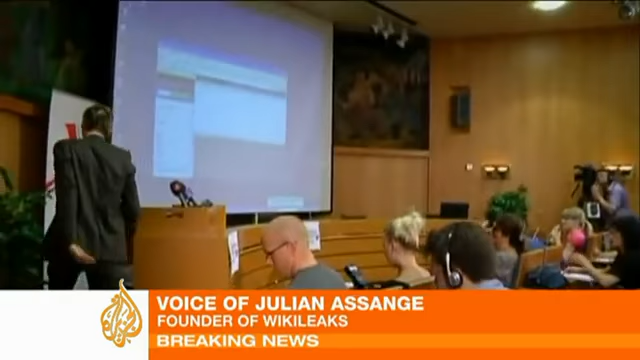 VOICE OF JULIAN ASSANGE
FOUNDER OF WIKILEAKS
BREAKING NEWS